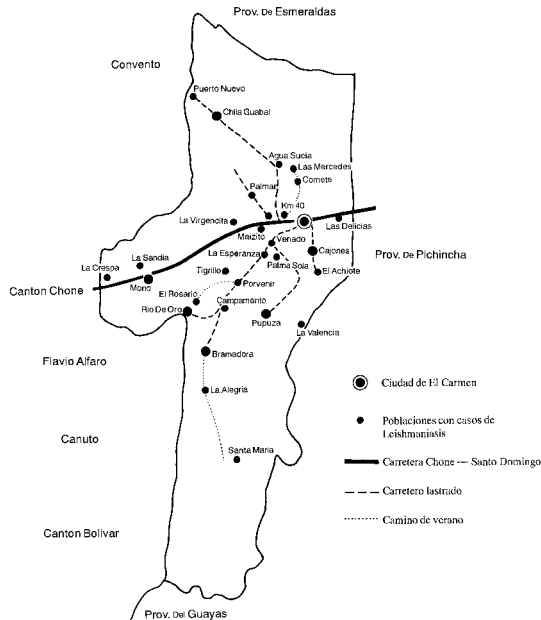 Prov. De Esmeraldas
Convento
Puerto Nuevo
Chila Guabal
Agua Sucia
Las Mercedes
Comete
Palmar
Km 40
La Virgencita
Maizito
Las Delicias
Venado
La Esperanza
Palma Sola
Cajones
Prov. De Pichincha
La Sandia
La Crespa
Mono
Tigrillo
El Achiote
Canton Chone
El Rosario
Porvenir
Rio De Oro
Campamento
Pupuza
La Valencia
Flavio Alfaro
Bramadora
La Alegria
Canuto
Santa Maria
Canton Bolivar
Prov. Del Guayas
Ciudad de El Carmen
Poblaciones con casos de
Leishmaniasis
Carretera Chone — Santo Domingo
Carretero lastrado
Camino de verano